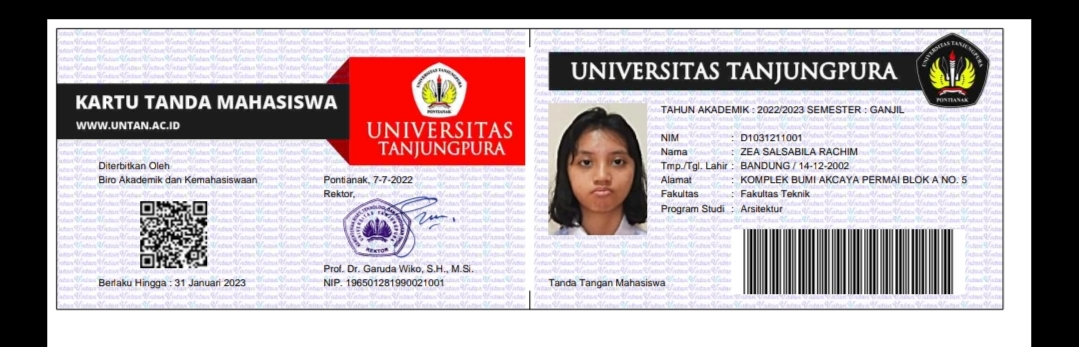 KARTU TANDA MAHASISWA
WWW.UNTAN.AC.ID
UNIVERSITAS
TANJUNGPURA
Diterbitkan Oleh
Biro Akademik dan Kemahasiswaan
Pontianak, 7-7-2022
Rektor,
REKTOR
Prof. Dr. Garuda Wiko, S.H., M.Si.
NIP. 196501281990021001
Berlaku Hingga : 31 Januari 2023
UNIVERSITAS TANJUNGPURA
UNIVERSITAS TANJUNGPURA
PONTIANAK
TAHUN AKADEMIK : 2022/2023 SEMESTER : GANJIL
NIM : D1031211001
Nama : ZEA SALSABILA RACHIM
Tmp./Tgl. Lahir : BANDUNG / 14-12-2002
Alamat : KOMPLEK BUMI AKCAYA PERMAI BLOK A NO. 5
Fakultas : Fakultas Teknik
Program Studi : Arsitektur
Tanda Tangan Mahasiswa